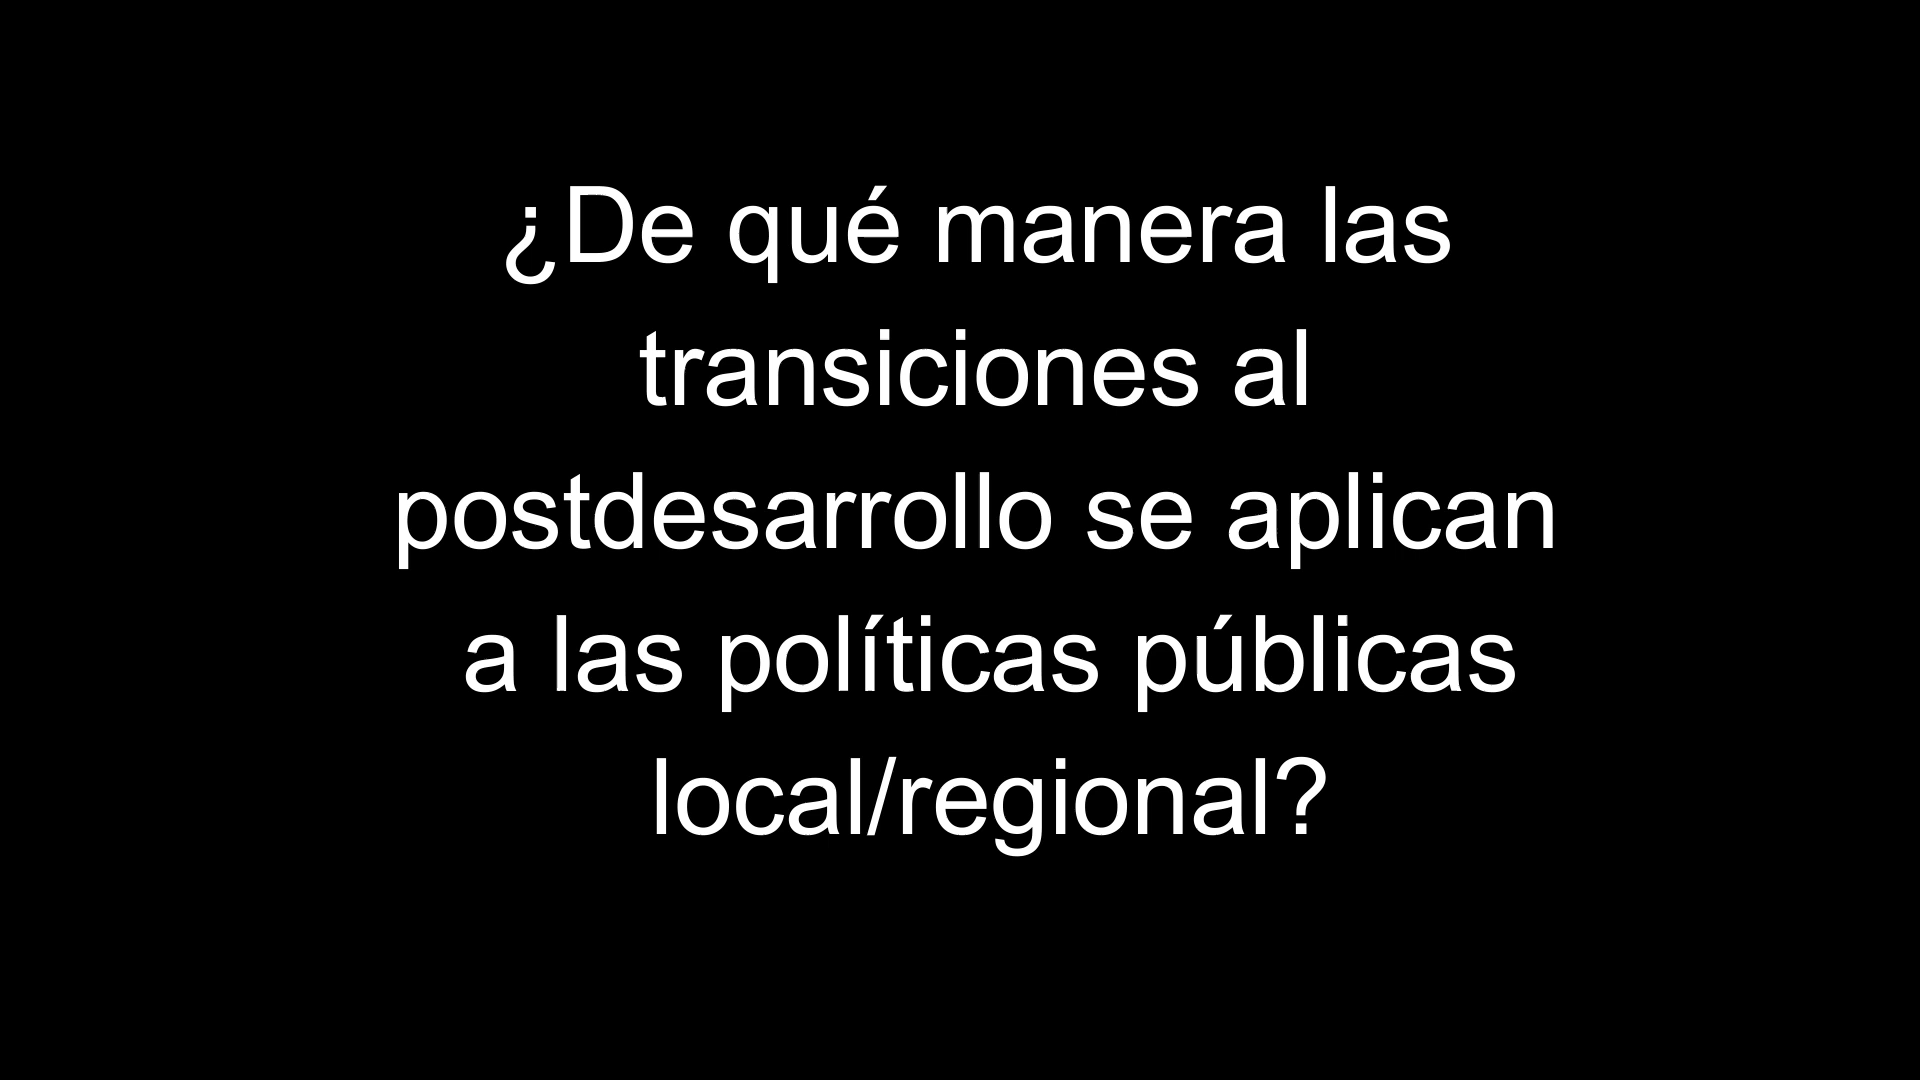 ¿De qué manera las
transiciones al
postdesarrollo se aplican
a las políticas públicas
local/regional?